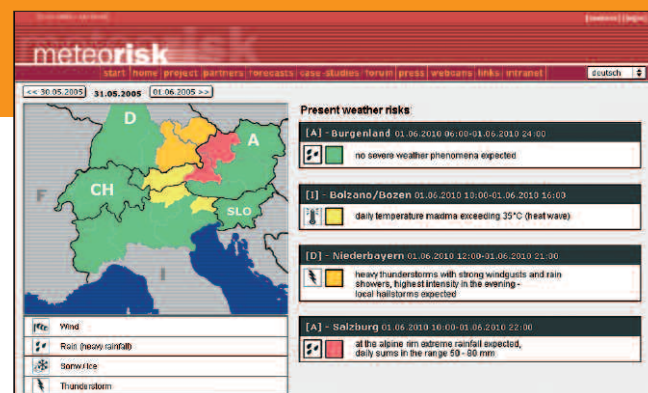 meteorisk
start home project partners forecasts case-studies forum press webcams links intranet
deutsch
<< 30.05.2005 31.05.2005 01.06.2005 >>
D
A
F
CH
SLO
I
Wind
Rain (heavy rainfall)
Sonw/Ice
Thunderstorm
Present weather risks
[A] - Burgenland 01.06.2010 06:00-01.06.2010 24:00
no severe weather phenomena expected
[I] - Bolzano/Bozen 01.06.2010 10:00-01.06.2010 16:00
daily temperature maxima exceeding 35°C (heat wave)
[D] - Niederbayern 01.06.2010 12:00-01.06.2010 21:00
heavy thunderstorms with strong windgusts and rain
showers, highest intensity in the evening -
local hailstorms expected
[A] - Salzburg 01.06.2010 10:00-01.06.2010 22:00
at the alpine rim extreme rainfall expected,
daily sums in the range 50 - 80 mm